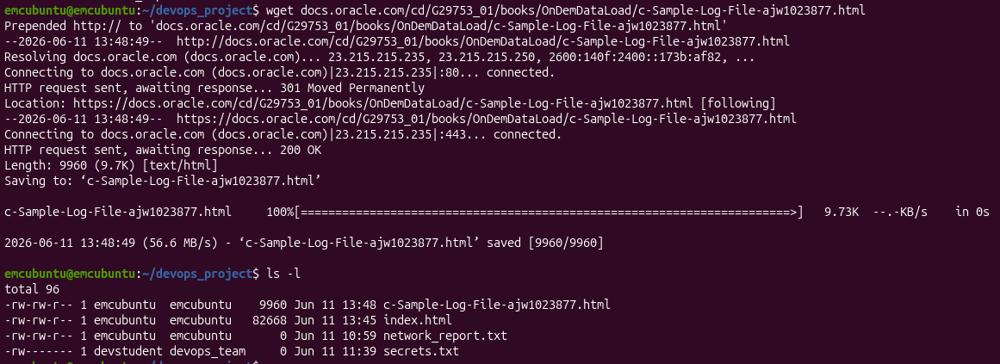 emcubuntu@emcubuntu:~/devops_project$ wget docs.oracle.com/cd/G29753_01/books/OnDemDataLoad/c-Sample-Log-File-ajw1023877.html
Prepended http:// to 'docs.oracle.com/cd/G29753_01/books/OnDemDataLoad/c-Sample-Log-File-ajw1023877.html'
--2026-06-11 13:48:49--  http://docs.oracle.com/cd/G29753_01/books/OnDemDataLoad/c-Sample-Log-File-ajw1023877.html
Resolving docs.oracle.com (docs.oracle.com)... 23.215.215.235, 23.215.215.250, 2600:140f:2400::173b:af82, ...
Connecting to docs.oracle.com (docs.oracle.com)|23.215.215.235|:80... connected.
HTTP request sent, awaiting response... 301 Moved Permanently
Location: https://docs.oracle.com/cd/G29753_01/books/OnDemDataLoad/c-Sample-Log-File-ajw1023877.html [following]
--2026-06-11 13:48:49--  https://docs.oracle.com/cd/G29753_01/books/OnDemDataLoad/c-Sample-Log-File-ajw1023877.html
Connecting to docs.oracle.com (docs.oracle.com)|23.215.215.235|:443... connected.
HTTP request sent, awaiting response... 200 OK
Length: 9960 (9.7K) [text/html]
Saving to: ‘c-Sample-Log-File-ajw1023877.html’
c-Sample-Log-File-ajw1023877.html     100%[=======================================================================>]   9.73K  --.-KB/s    in 0s
2026-06-11 13:48:49 (56.6 MB/s) - ‘c-Sample-Log-File-ajw1023877.html’ saved [9960/9960]
emcubuntu@emcubuntu:~/devops_project$ ls -l
total 96
-rw-rw-r-- 1 emcubuntu  emcubuntu    9960 Jun 11 13:48 c-Sample-Log-File-ajw1023877.html
-rw-rw-r-- 1 emcubuntu  emcubuntu   82668 Jun 11 13:45 index.html
-rw-rw-r-- 1 emcubuntu  emcubuntu       0 Jun 11 10:59 network_report.txt
-rw------- 1 devstudent devops_team     0 Jun 11 11:39 secrets.txt